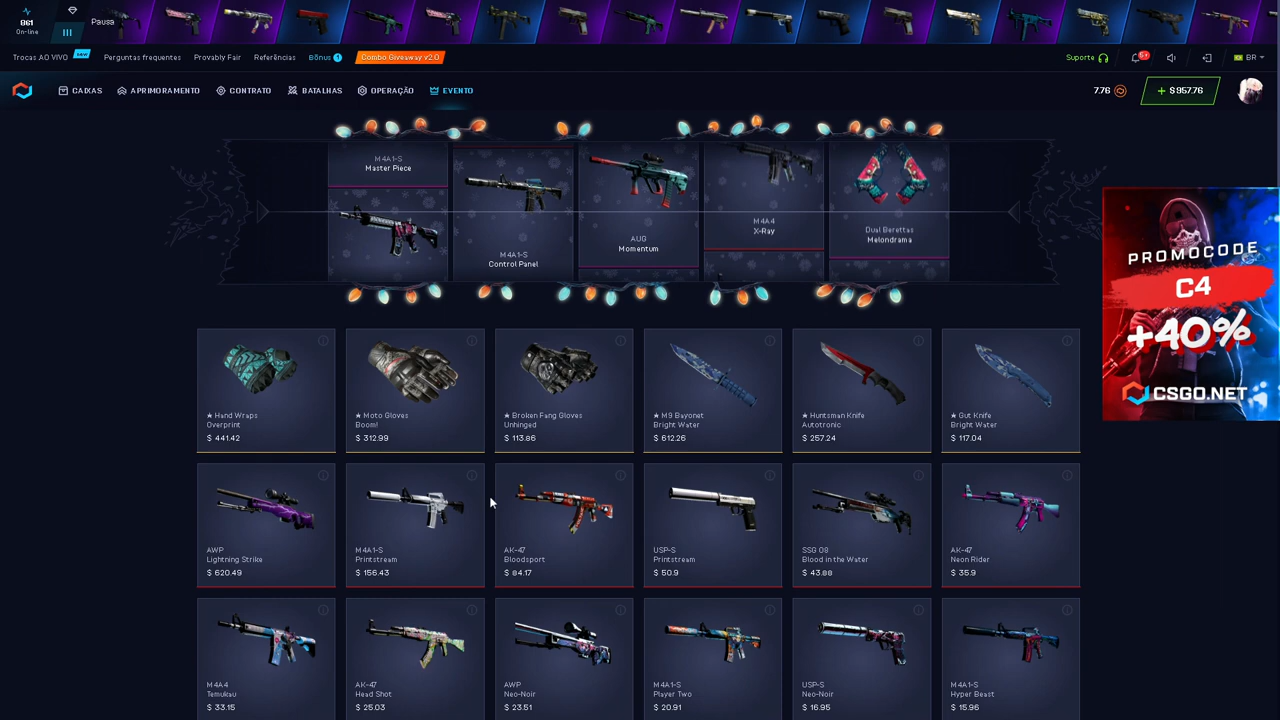 861
On-line
Pausa
Trocas AO VIVO
NEW
Perguntas frequentes
Provably Fair
Referências
Bônus 1
Combo Giveaway v2.0
Suporte
5+
BR
CAIXAS
APRIMORAMENTO
CONTRATO
BATALHAS
OPERAÇÃO
EVENTO
7.76
+ $ 957.76
M4A1-S
Master Piece
M4A1-S
Control Panel
AUG
Momentum
M4A4
X-Ray
Dual Berettas
Melondrama
PROMOCODE
C4
+40%
CSGO.NET
★ Hand Wraps
Overprint
$ 441.42
★ Moto Gloves
Boom!
$ 312.99
★ Broken Fang Gloves
Unhinged
$ 113.86
★ M9 Bayonet
Bright Water
$ 612.26
★ Huntsman Knife
Autotronic
$ 257.24
★ Gut Knife
Bright Water
$ 117.04
AWP
Lightning Strike
$ 620.49
M4A1-S
Printstream
$ 156.43
AK-47
Bloodsport
$ 84.17
USP-S
Printstream
$ 50.9
SSG 08
Blood in the Water
$ 43.88
AK-47
Neon Rider
$ 35.9
M4A4
Temukau
$ 33.15
AK-47
Head Shot
$ 25.03
AWP
Neo-Noir
$ 23.51
M4A1-S
Player Two
$ 20.91
USP-S
Neo-Noir
$ 16.95
M4A1-S
Hyper Beast
$ 15.96